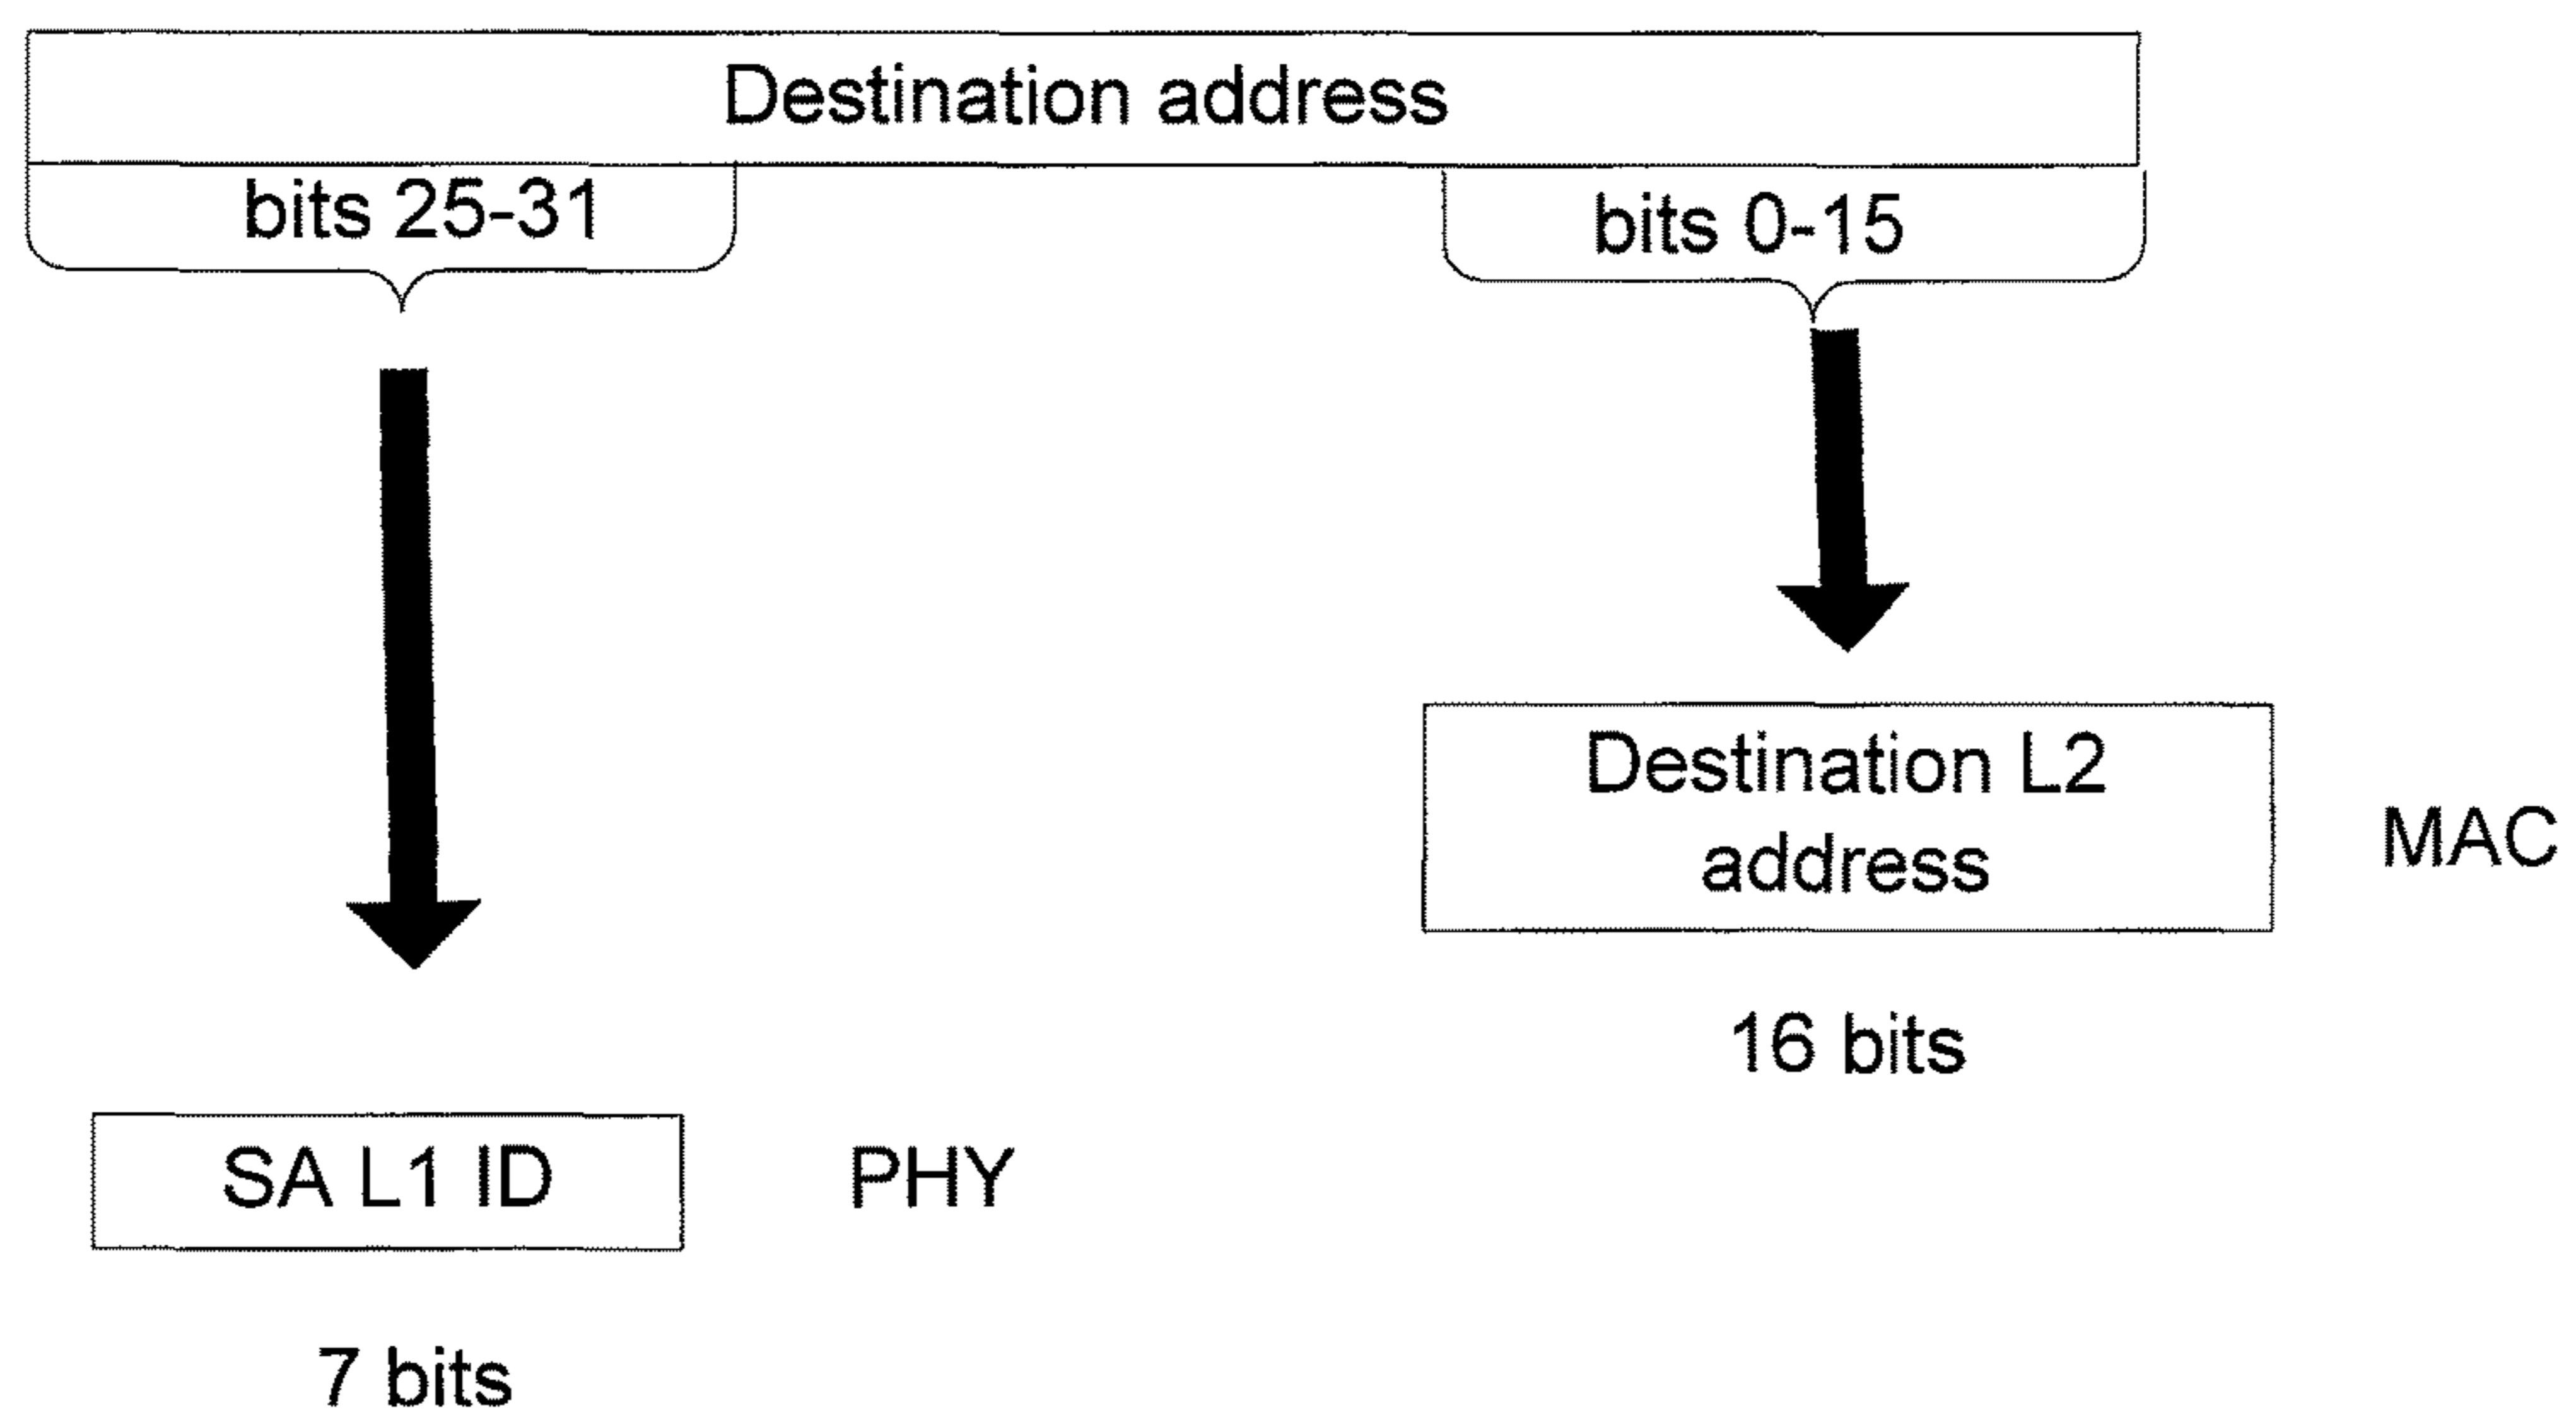 Destination address
bits 25-31
bits 0-15
Destination L2
address
MAC
16 bits
SA L1 ID
PHY
7 bits